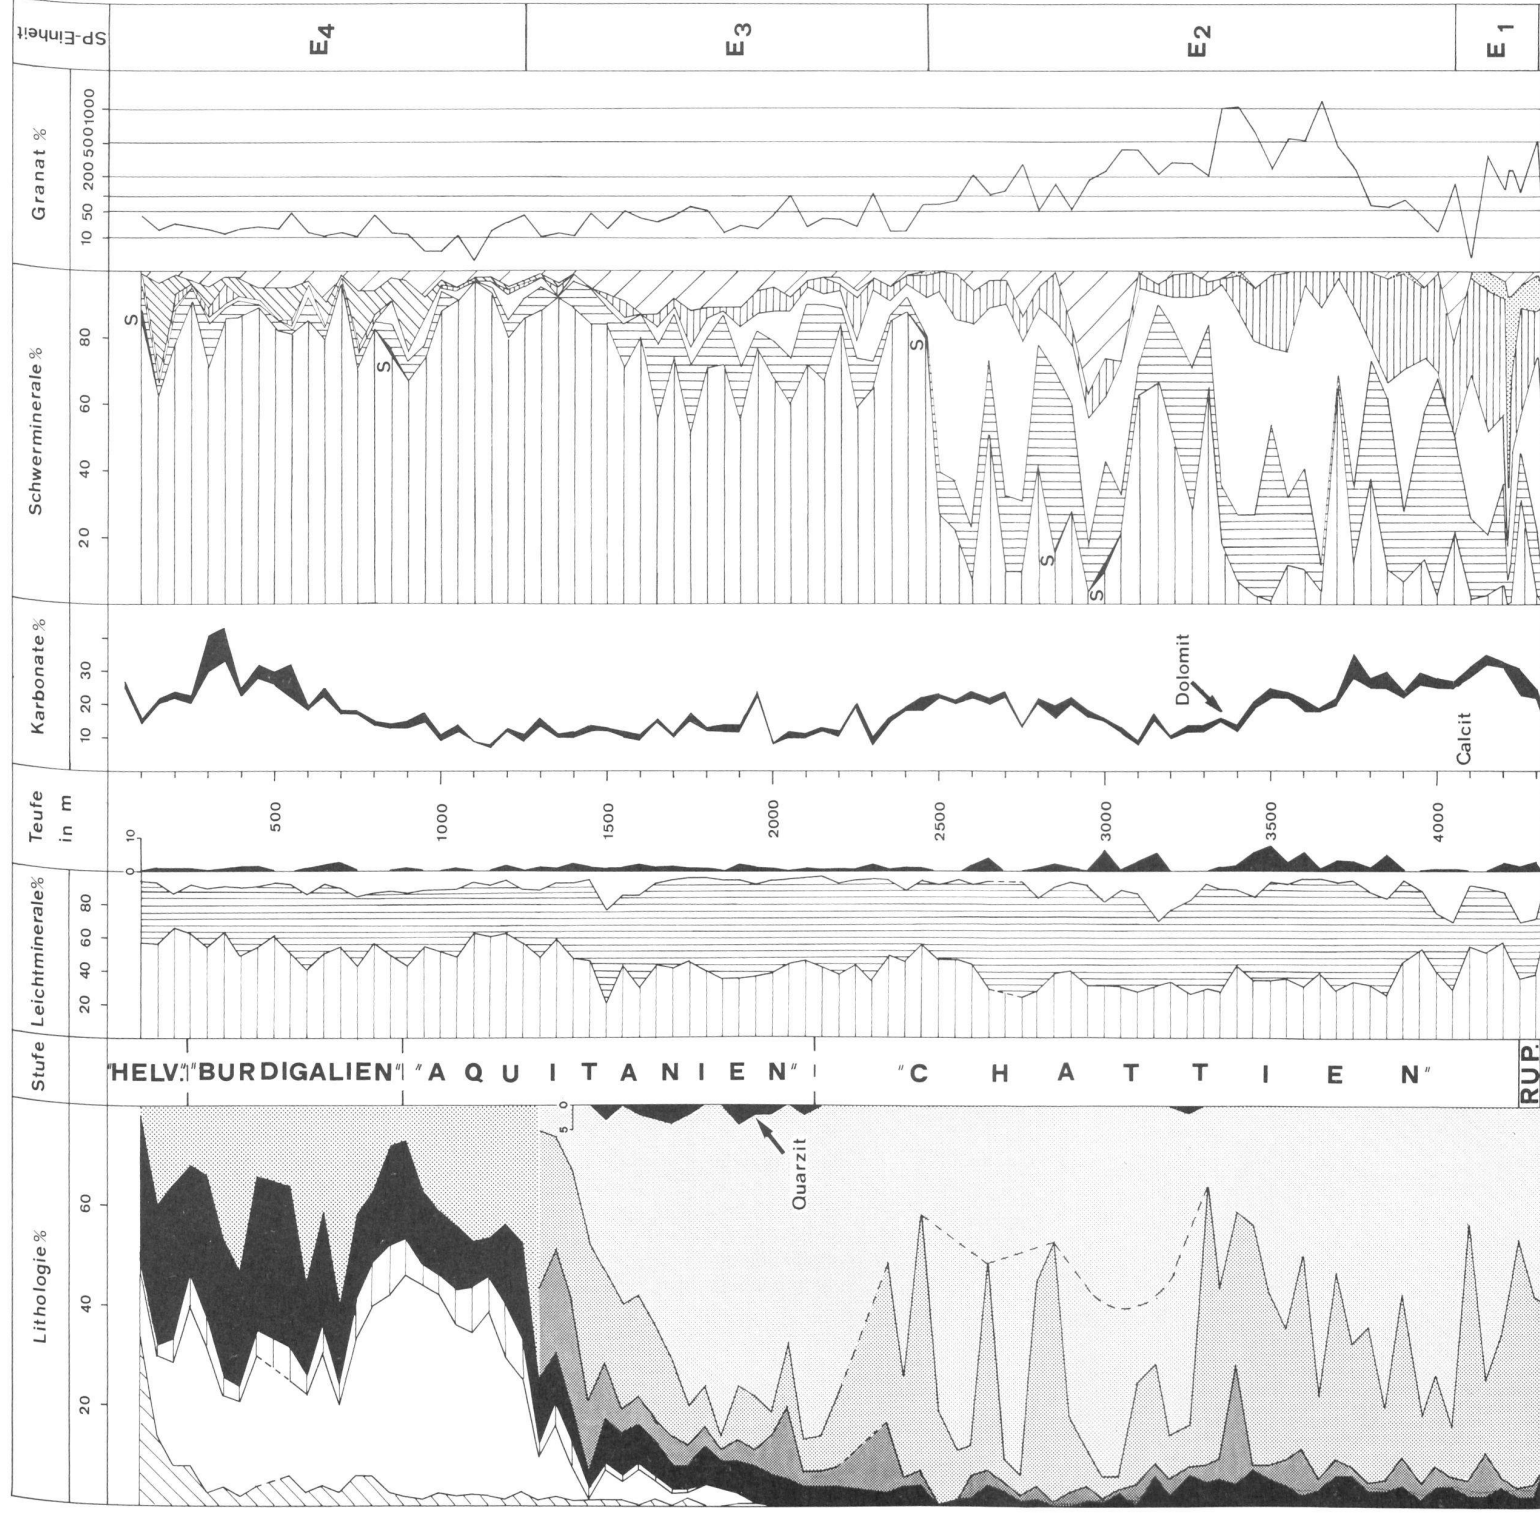 SP-Einheit
E4
E3
E2
E1
Granat %
10
50
200
500
1000
Schwerminerale %
20
40
60
80
S
S
S
S
S
Karbonate %
10
20
30
Dolomit
Calcit
Teufe
in m
500
1000
1500
2000
2500
3000
3500
4000
0
10
Leichtminerale %
20
40
60
80
Stufe
"HELV."
"BURDIGALIEN"
"AQUITANIEN"
"CHATTIEN"
RUP.
Lithologie %
20
40
60
0
5
Quarzit